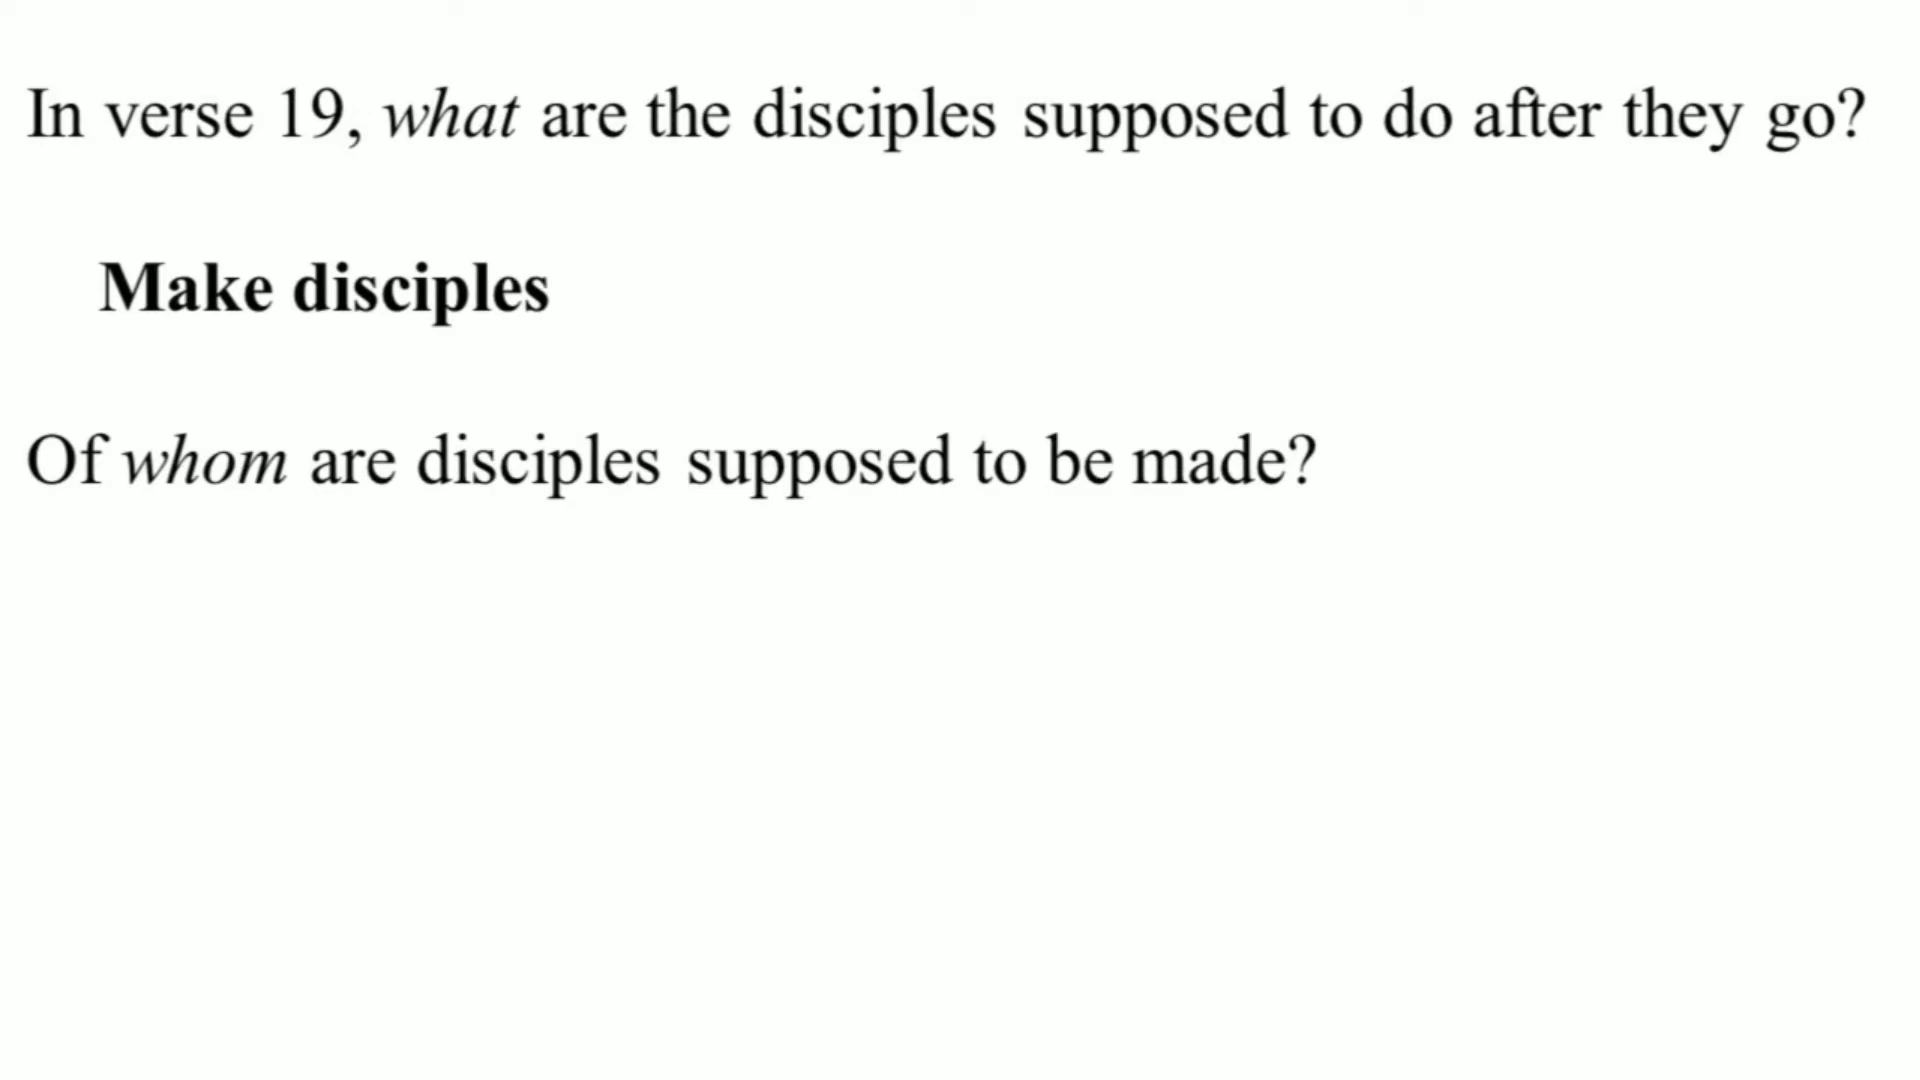 In verse 19, what are the disciples supposed to do after they go?
Make disciples
Of whom are disciples supposed to be made?